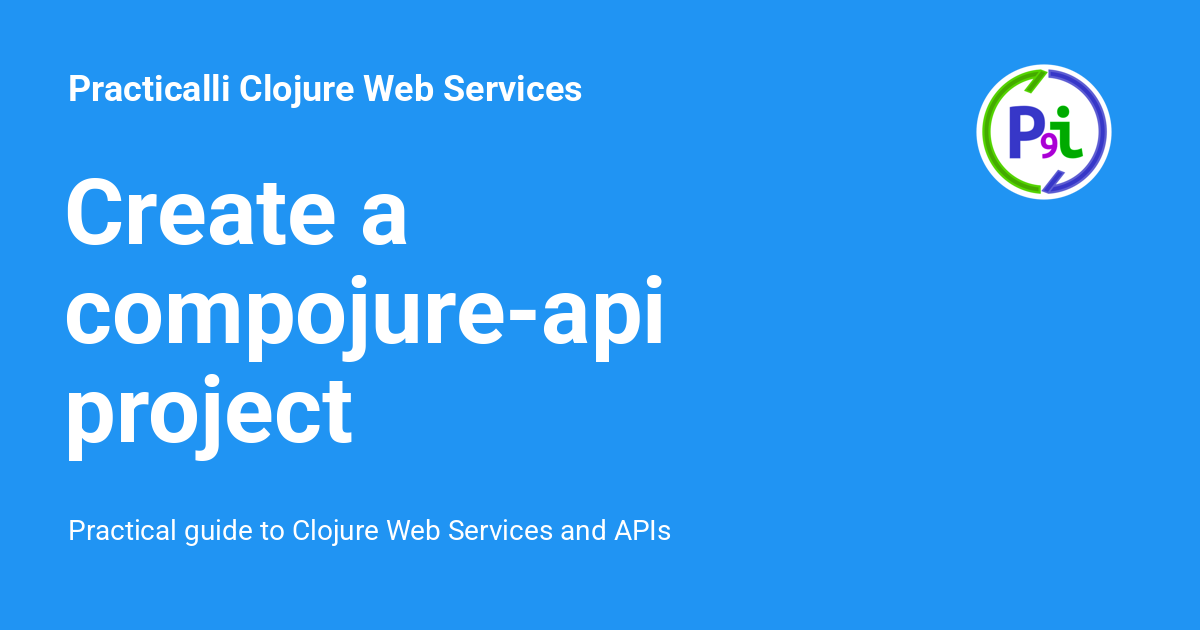 Practicalli Clojure Web Services
P9i
Create a
compojure-api
project
Practical guide to Clojure Web Services and APIs